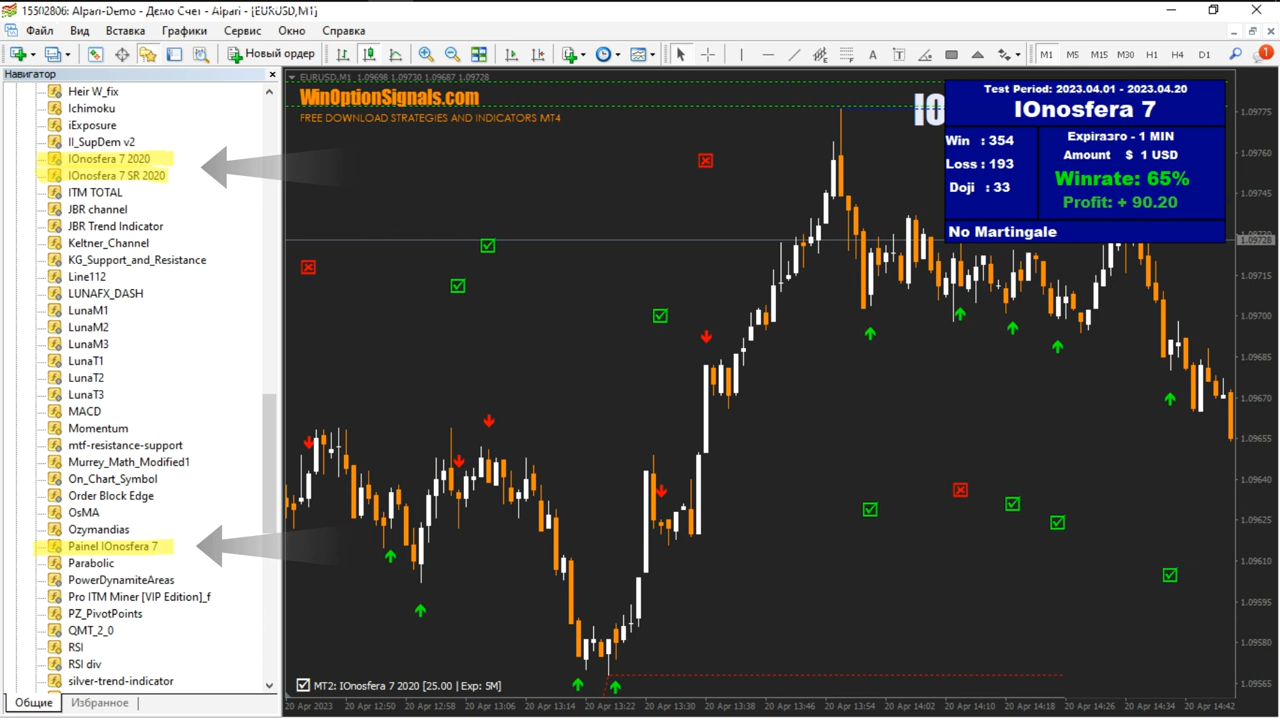 15502806: Alpari-Demo - Демо Счет - Alpari - [EURUSD,M1]
Файл Вид Вставка Графики Сервис Окно Справка
Новый ордер M1 M5 M15 M30 H1 H4 D1 1
Навигатор
Heir W_fix
Ichimoku
iExposure
II_SupDem v2
IOnosfera 7 2020
IOnosfera 7 SR 2020
ITM TOTAL
JBR channel
JBR Trend Indicator
Keltner_Channel
KG_Support_and_Resistance
Line112
LUNAFX_DASH
LunaM1
LunaM2
LunaM3
LunaT1
LunaT2
LunaT3
MACD
Momentum
mtf-resistance-support
Murrey_Math_Modified1
On_Chart_Symbol
Order Block Edge
OsMA
Ozymandias
Painel IOnosfera 7
Parabolic
PowerDynamiteAreas
Pro ITM Miner [VIP Edition]_f
PZ_PivotPoints
QMT_2_0
RSI
RSI div
silver-trend-indicator
Общие Избранное
EURUSD,M1 1.09698 1.09730 1.09687 1.09728
WinOptionSignals.com
FREE DOWNLOAD STRATEGIES AND INDICATORS MT4
IO
Test Period: 2023.04.01 - 2023.04.20
IOnosfera 7
Win : 354
Loss : 193
Doji : 33
Expiraзго - 1 MIN
Amount $ 1 USD
Winrate: 65%
Profit: + 90.20
No Martingale
1.09775
1.09760
1.09745
1.09730
1.09728
1.09715
1.09700
1.09685
1.09670
1.09655
1.09640
1.09625
1.09610
1.09595
1.09580
1.09565
MT2: IOnosfera 7 2020 [25.00 | Exp: 5M]
20 Apr 2023 20 Apr 12:50 20 Apr 12:58 20 Apr 13:06 20 Apr 13:14 20 Apr 13:22 20 Apr 13:30 20 Apr 13:38 20 Apr 13:46 20 Apr 13:54 20 Apr 14:02 20 Apr 14:10 20 Apr 14:18 20 Apr 14:26 20 Apr 14:34 20 Apr 14:42